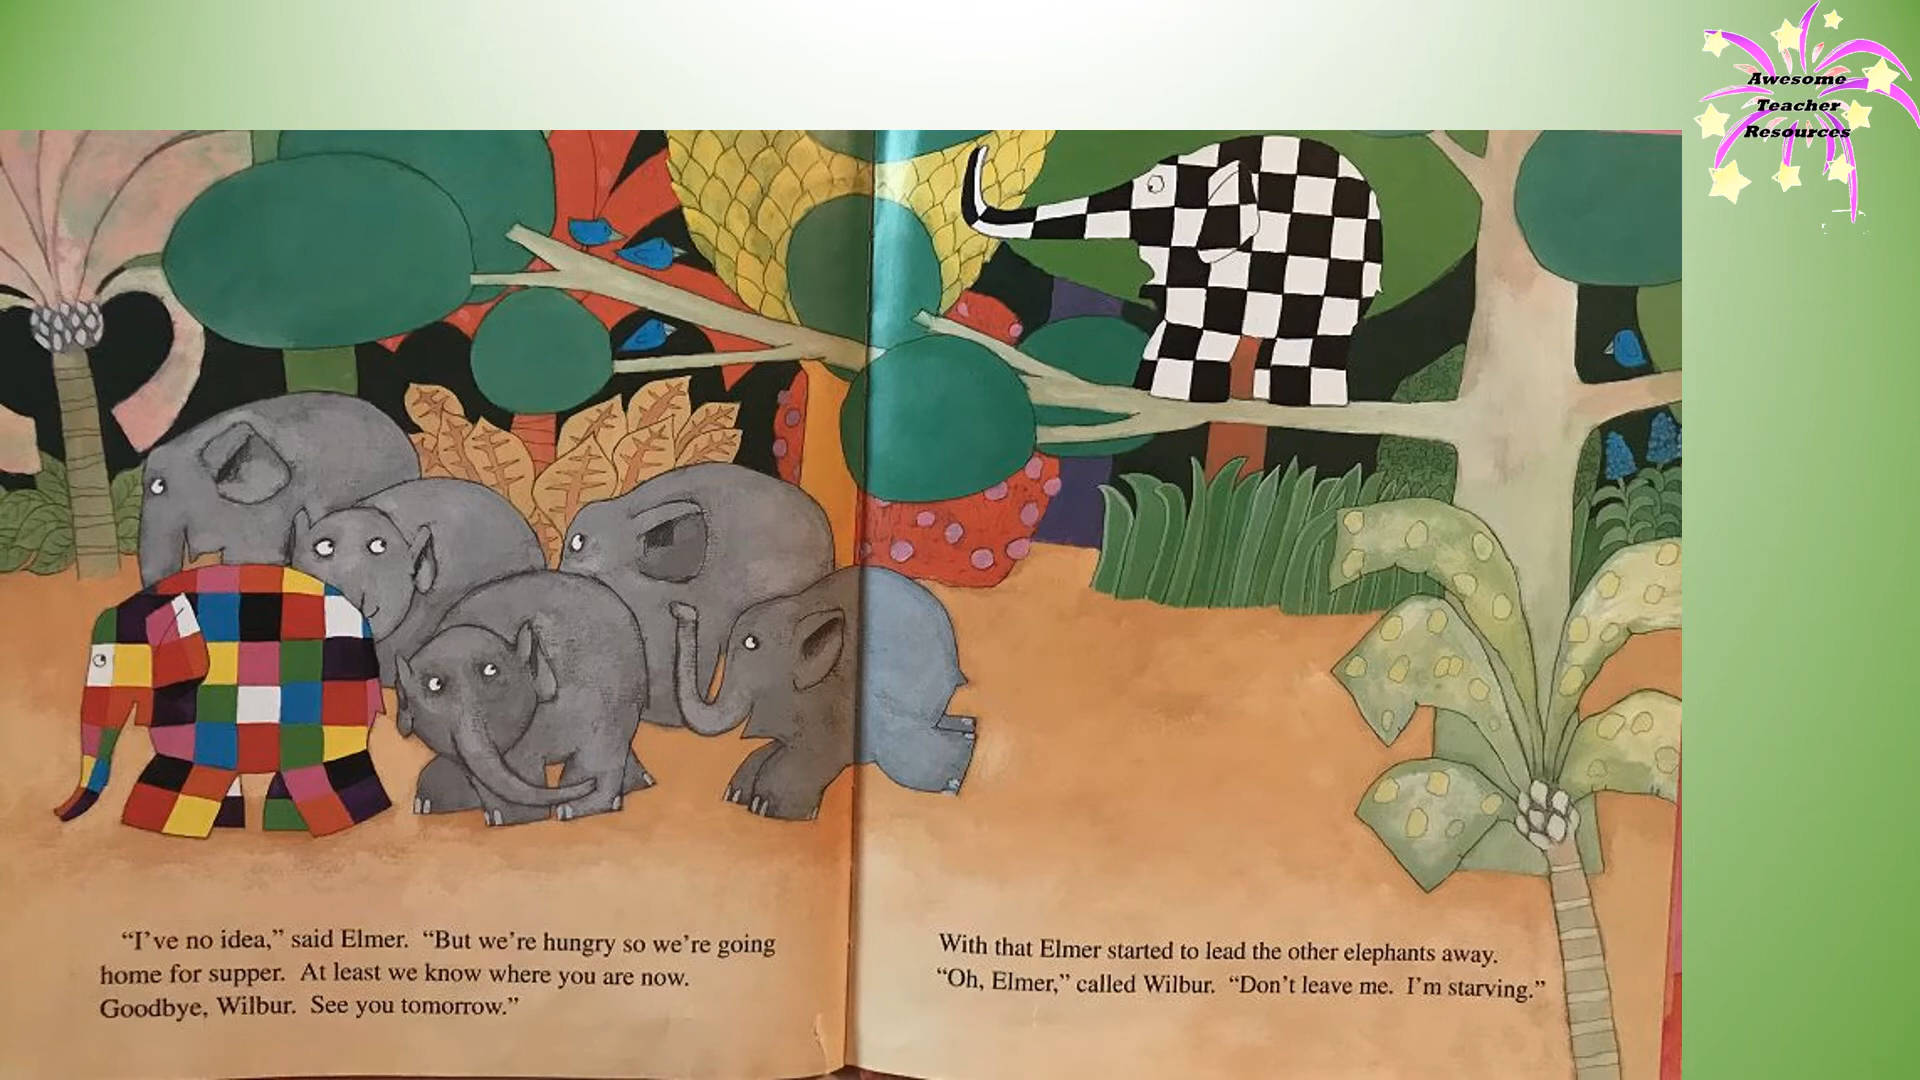 Awesome
Teacher
Resources
“I’ve no idea,” said Elmer. “But we’re hungry so we’re going
home for supper. At least we know where you are now.
Goodbye, Wilbur. See you tomorrow.”
With that Elmer started to lead the other elephants away.
“Oh, Elmer,” called Wilbur. “Don’t leave me. I’m starving.”